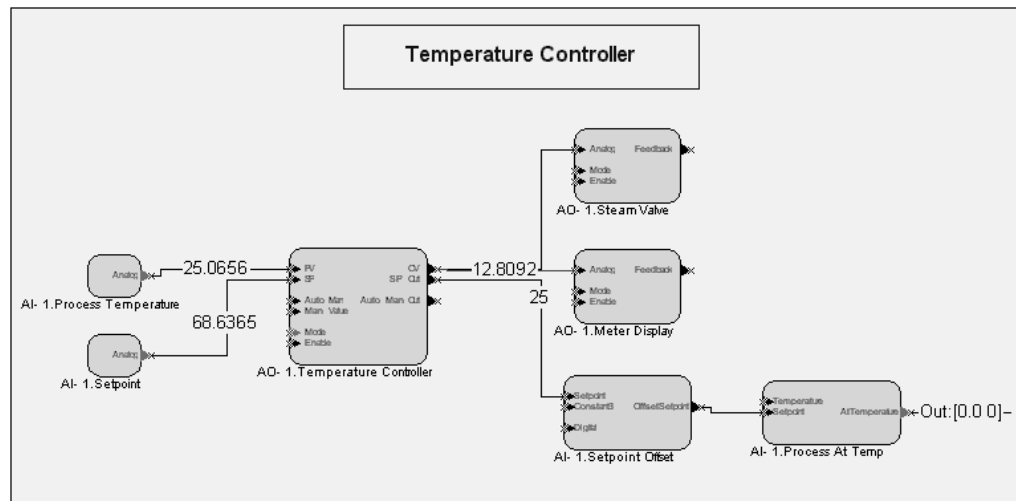 Temperature Controller
Analog Feedback
Mode
Enable
AO- 1.Steam Valve
25.0656
Analog
AI- 1.Process Temperature
PV CV
SP SP Out
Auto Man Auto Man Out
Man Value
Mode
Enable
AO- 1.Temperature Controller
12.8092
25
Analog Feedback
Mode
Enable
AO- 1.Meter Display
68.6365
Analog
AI- 1.Setpoint
Setpoint
ConstantB OffsetSetpoint
Digital
AI- 1.Setpoint Offset
Temperature
Setpoint AtTemperature
AI- 1.Process At Temp
Out:[0.0 0]